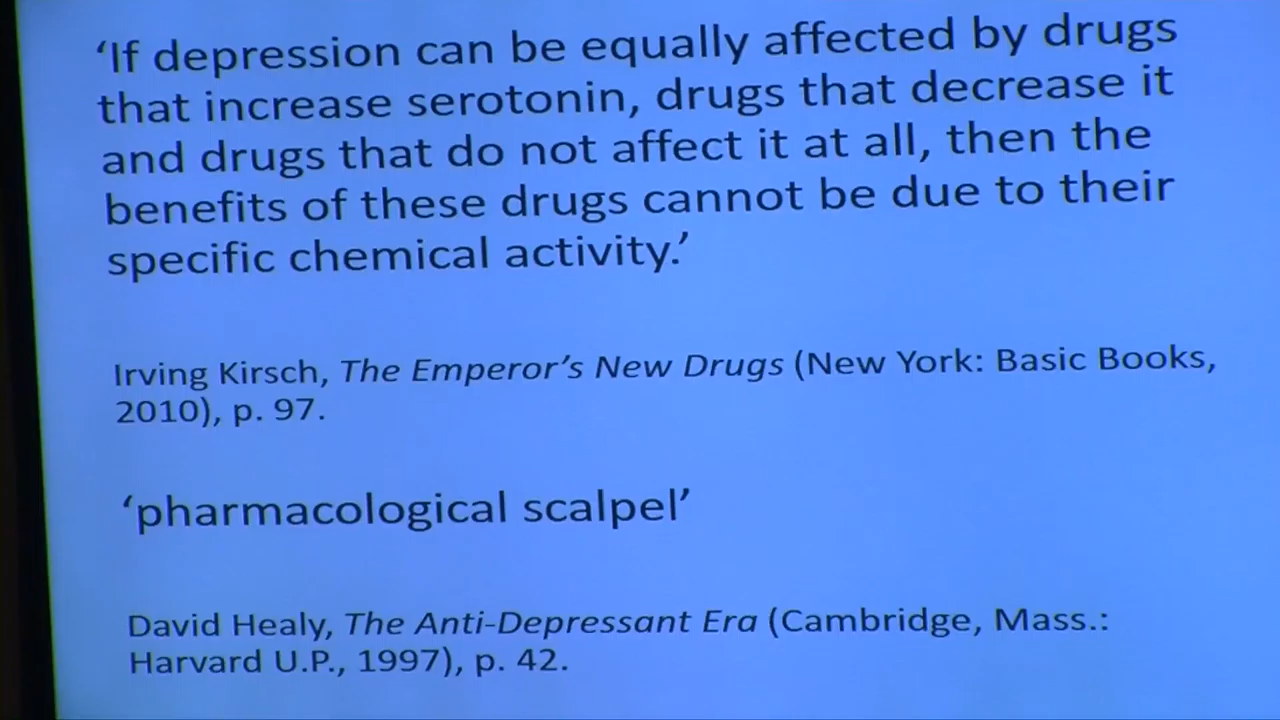 ‘If depression can be equally affected by drugs
that increase serotonin, drugs that decrease it
and drugs that do not affect it at all, then the
benefits of these drugs cannot be due to their
specific chemical activity.’
Irving Kirsch, The Emperor’s New Drugs (New York: Basic Books,
2010), p. 97.
‘pharmacological scalpel’
David Healy, The Anti-Depressant Era (Cambridge, Mass.:
Harvard U.P., 1997), p. 42.